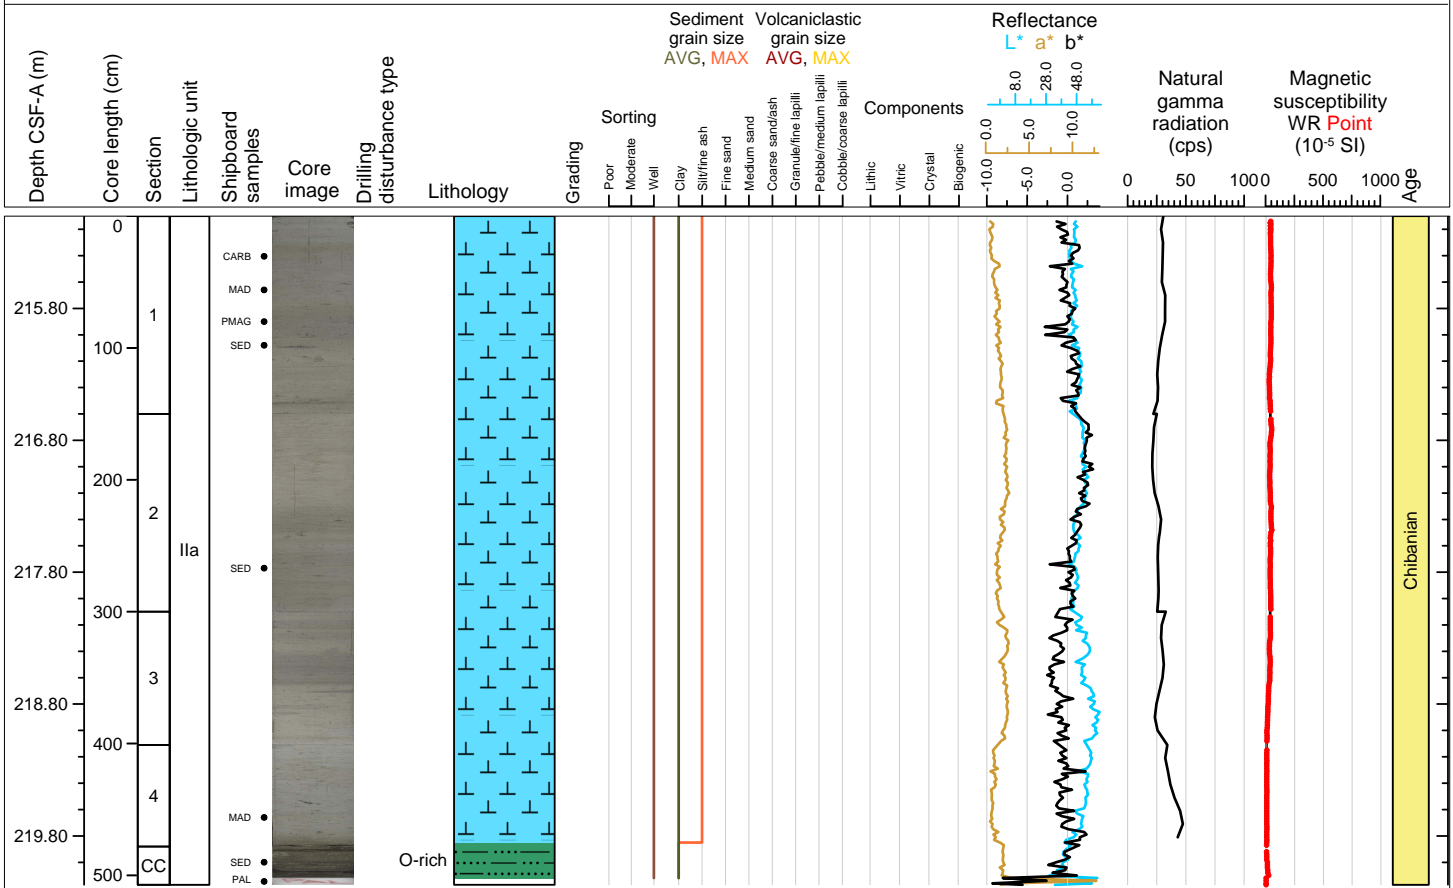 Depth CSF-A (m)
Core length (cm)
Section
Lithologic unit
Shipboard samples
Core image
Drilling disturbance type
Lithology
Grading
Sorting
Poor
Moderate
Well
Sediment grain size
AVG, MAX
Volcaniclastic grain size
AVG, MAX
Clay
Silt/fine ash
Fine sand
Medium sand
Coarse sand/ash
Granule/fine lapilli
Pebble/medium lapilli
Cobble/coarse lapilli
Components
Lithic
Vitric
Crystal
Biogenic
Reflectance
L* a* b*
8.0 28.0 48.0
0.0 5.0 10.0
-10.0 -5.0 0.0
Natural gamma radiation (cps)
0 50 100
Magnetic susceptibility
WR Point
(10⁻⁵ SI)
0 500 1000
Age
0
CARB
MAD
215.80
1
PMAG
SED
100
216.80
200
2
IIa
SED
217.80
Chibanian
300
3
218.80
400
4
MAD
219.80
CC
SED
O-rich
500
PAL